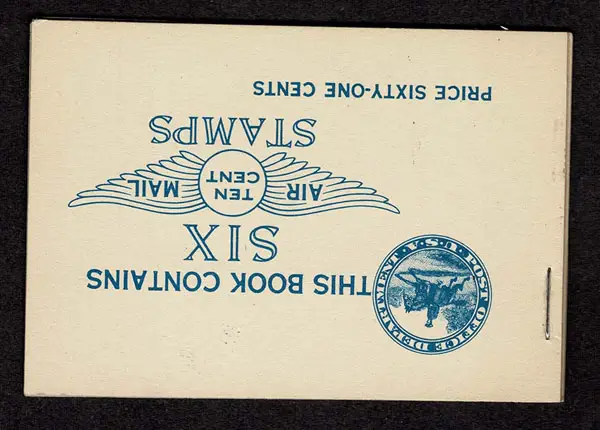 U.S. POST OFFICE DEPARTMENT
THIS BOOK CONTAINS
SIX
AIR TEN CENT MAIL
STAMPS
PRICE SIXTY-ONE CENTS